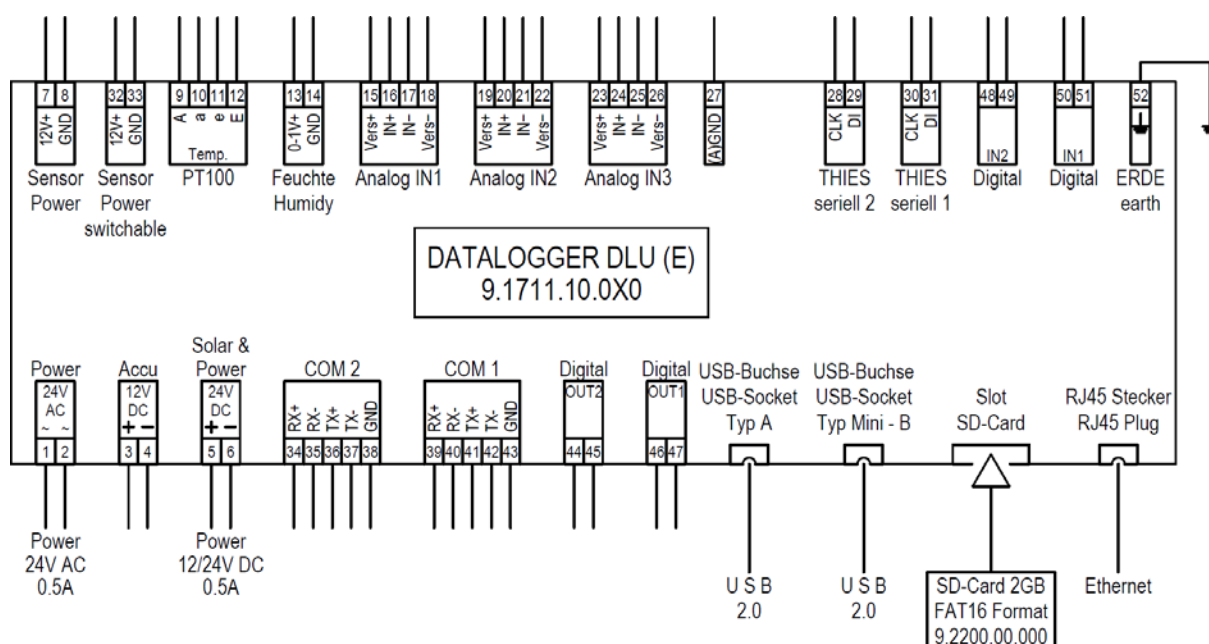 7 8 32 33 9 10 11 12 13 14 15 16 17 18 19 20 21 22 23 24 25 26 27 28 29 30 31 48 49 50 51 52
12V+ GND 12V+ GND A a e E 0-1V+ GND Vers+ IN+ IN- Vers- Vers+ IN+ IN- Vers- Vers+ IN+ IN- Vers- (A)GND CLK DI CLK DI IN2 IN1
Temp.
Sensor Sensor PT100 Feuchte Analog IN1 Analog IN2 Analog IN3 THIES THIES Digital Digital ERDE
Power Power Humidy seriell 2 seriell 1 earth
switchable
DATALOGGER DLU (E)
9.1711.10.0X0
Solar &
Power Accu Power COM 2 COM 1 Digital Digital USB-Buchse USB-Buchse
USB-Socket USB-Socket Slot RJ45 Stecker
Typ A Typ Mini - B SD-Card RJ45 Plug
24V 12V 24V OUT2 OUT1
AC DC DC
~ ~ + - + - RX+ RX- TX+ TX- GND RX+ RX- TX+ TX- GND
1 2 3 4 5 6 34 35 36 37 38 39 40 41 42 43 44 45 46 47
Power Power
24V AC 12/24V DC
0.5A 0.5A
U S B U S B SD-Card 2GB Ethernet
2.0 2.0 FAT16 Format
9.2200.00.000